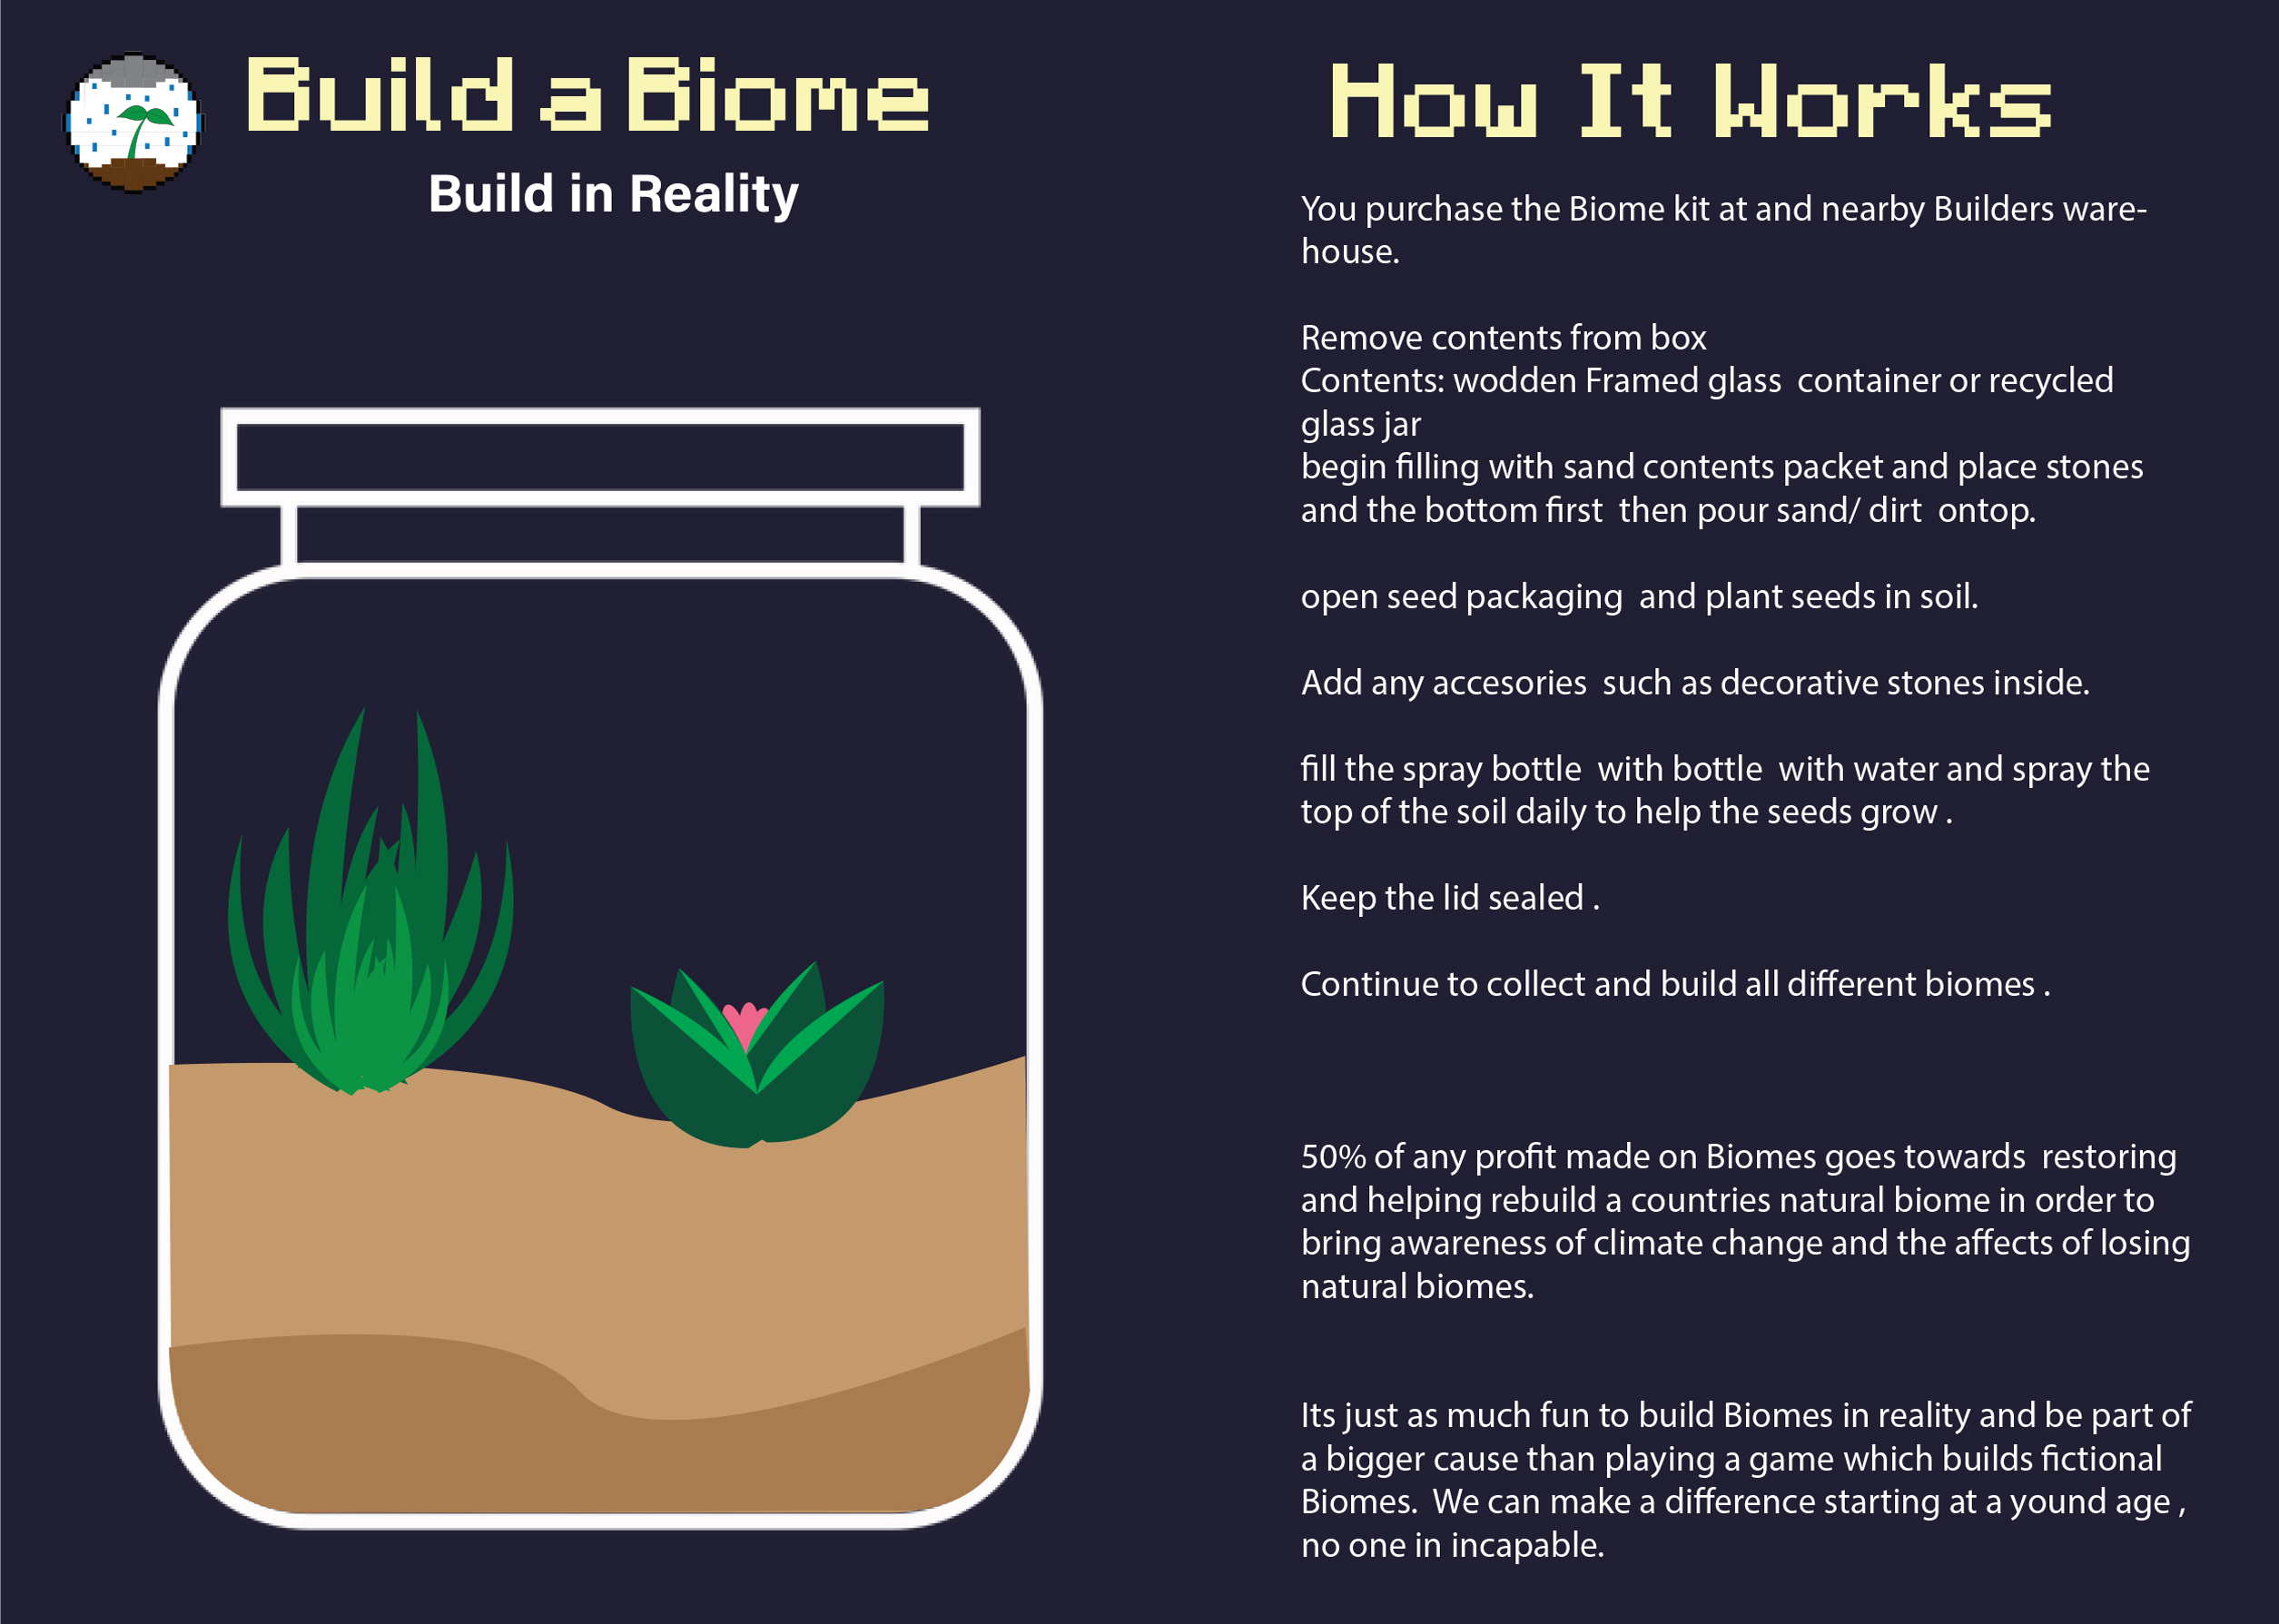 Build a Biome
Build in Reality
How It Works
You purchase the Biome kit at and nearby Builders ware-
house.
Remove contents from box
Contents: wodden Framed glass  container or recycled
glass jar
begin filling with sand contents packet and place stones
and the bottom first  then pour sand/ dirt  ontop.
open seed packaging  and plant seeds in soil.
Add any accesories  such as decorative stones inside.
fill the spray bottle  with bottle  with water and spray the
top of the soil daily to help the seeds grow .
Keep the lid sealed .
Continue to collect and build all different biomes .
50% of any profit made on Biomes goes towards  restoring
and helping rebuild a countries natural biome in order to
bring awareness of climate change and the affects of losing
natural biomes.
Its just as much fun to build Biomes in reality and be part of
a bigger cause than playing a game which builds fictional
Biomes.  We can make a difference starting at a yound age ,
no one in incapable.